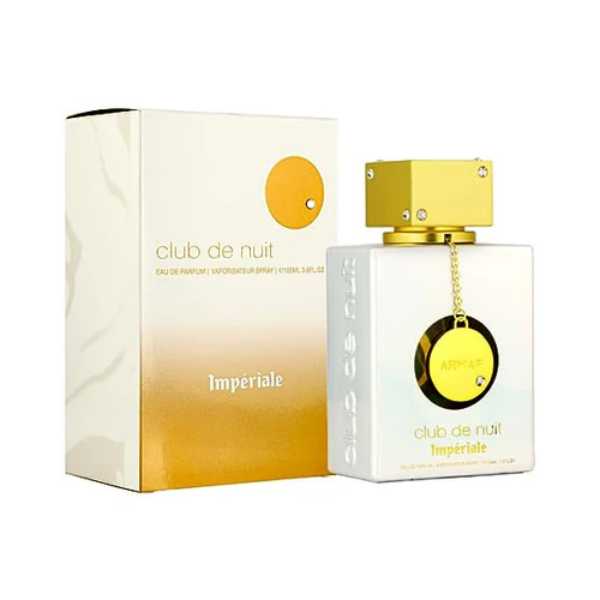 club de nuit
EAU DE PARFUM | VAPORISATEUR SPRAY | 105ML 3.6FL.OZ
Impériale
club de nuit
ARMAF
club de nuit
Impériale